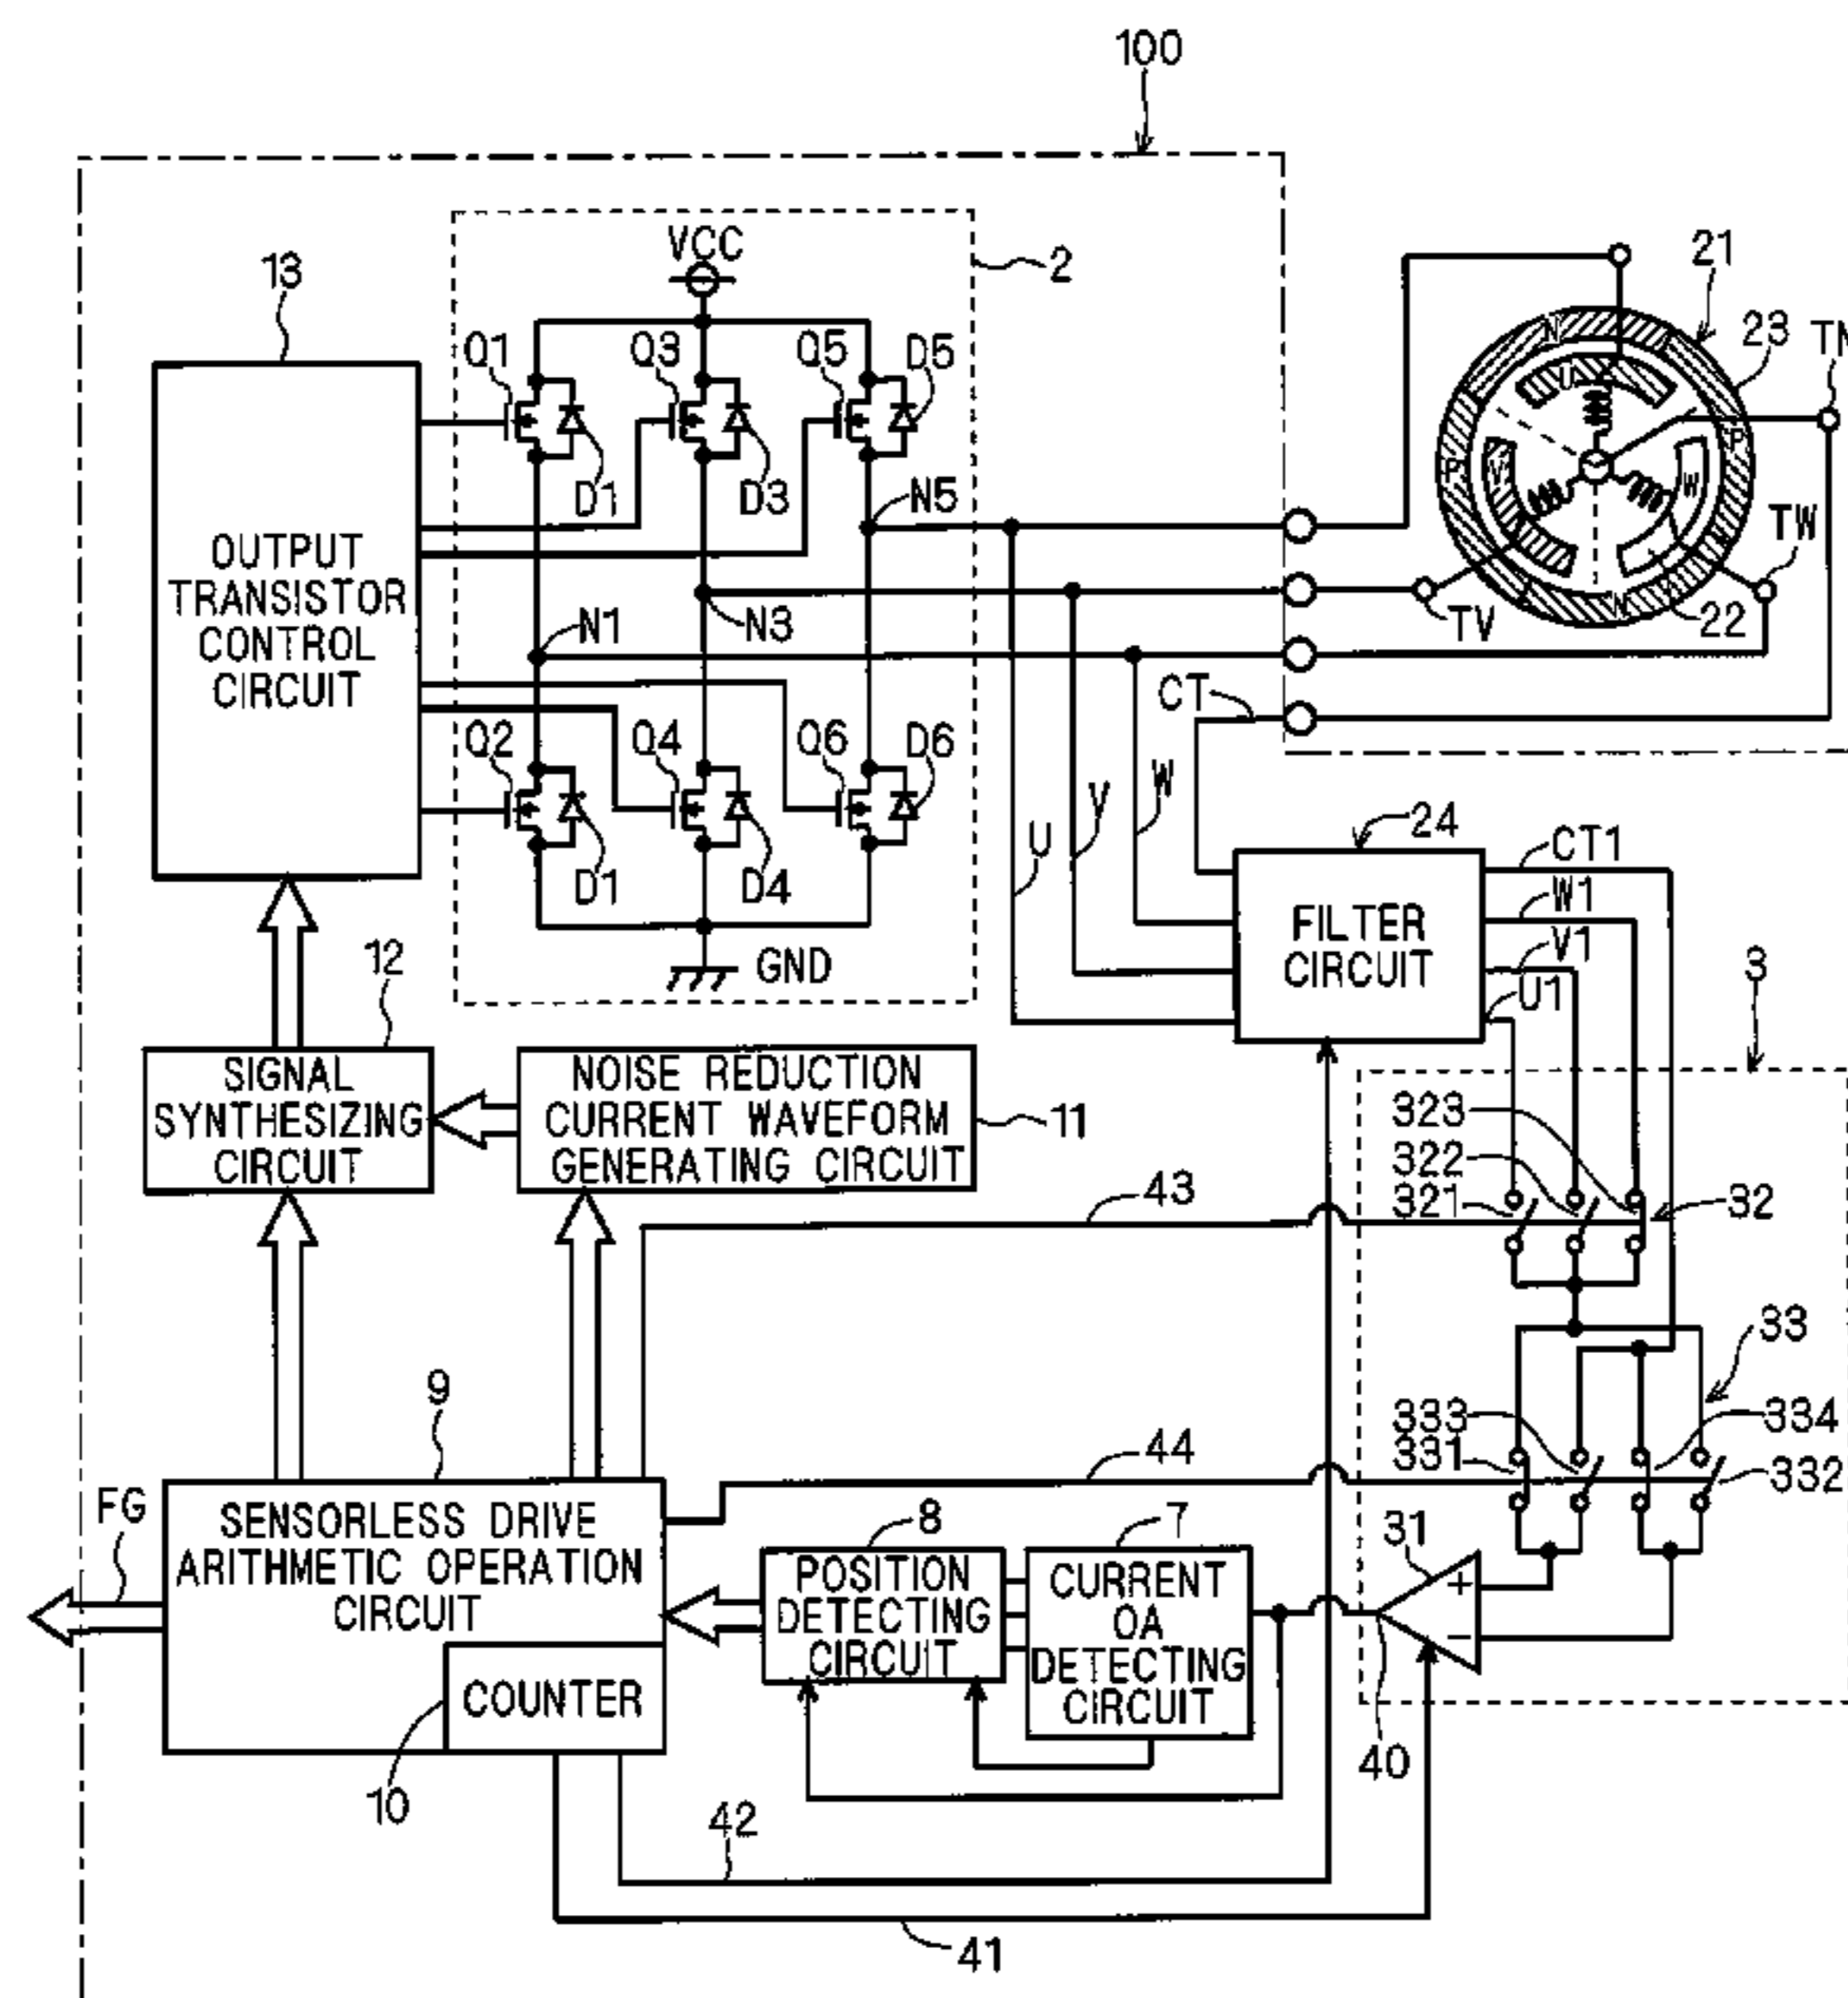 100
VCC
2
21
13
23
Q1
Q3
Q5
D5
D1
D3
N
U
P
P
V
W
N
N5
TW
OUTPUT
TRANSISTOR
CONTROL
CIRCUIT
N1
N3
TV
22
CT
Q2
Q4
Q6
D6
D1
D4
U
V
W
24
CT1
W1
V1
U1
FILTER
CIRCUIT
GND
12
3
SIGNAL
SYNTHESIZING
CIRCUIT
NOISE REDUCTION
CURRENT WAVEFORM
GENERATING CIRCUIT
11
323
322
321
32
43
33
9
333
331
334
332
44
FG
SENSORLESS DRIVE
ARITHMETIC OPERATION
CIRCUIT
8
7
31
POSITION
DETECTING
CIRCUIT
CURRENT
0A
DETECTING
CIRCUIT
+
−
COUNTER
10
40
42
41